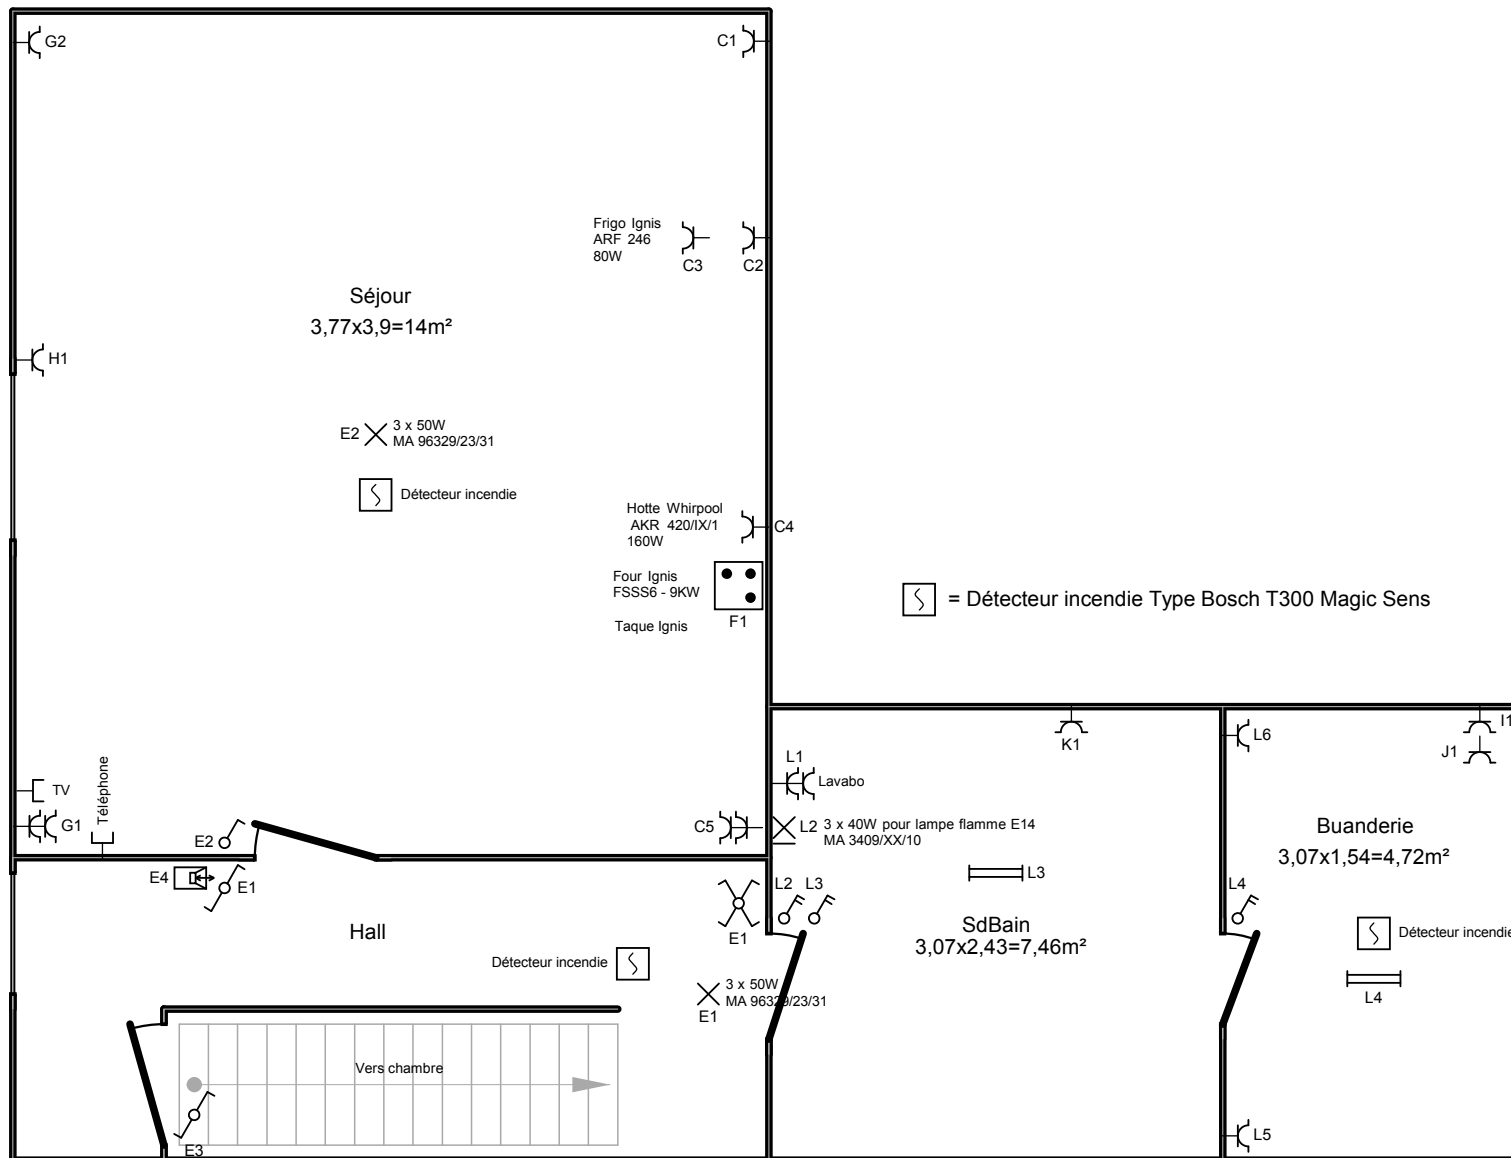 G2
C1
Frigo Ignis
ARF 246
80W
C3
C2
Séjour
3,77x3,9=14m²
H1
E2
3 x 50W
MA 96329/23/31
Détecteur incendie
Hotte Whirpool
AKR 420/IX/1
160W
C4
Four Ignis
FSSS6 - 9KW
F1
Taque Ignis
= Détecteur incendie Type Bosch T300 Magic Sens
TV
Téléphone
G1
E2
C5
L1
Lavabo
K1
L6
I1
J1
L2
3 x 40W pour lampe flamme E14
MA 3409/XX/10
Buanderie
3,07x1,54=4,72m²
E4
E1
Hall
E1
L2
L3
L3
SdBain
3,07x2,43=7,46m²
L4
Détecteur incendie
L4
Détecteur incendie
3 x 50W
MA 96329/23/31
E1
Vers chambre
E3
L5